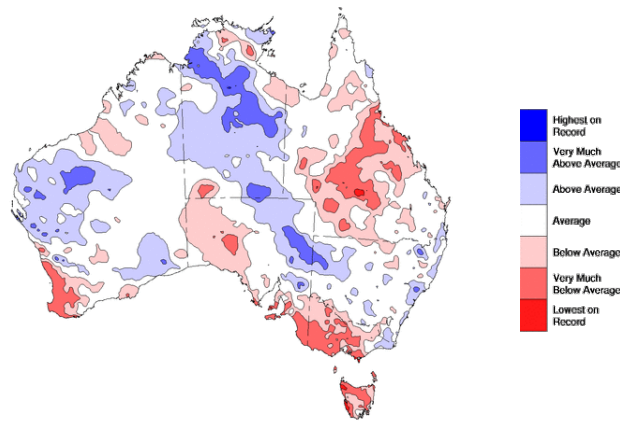 Highest on
Record
Very Much
Above Average
Above Average
Average
Below Average
Very Much
Below Average
Lowest on
Record